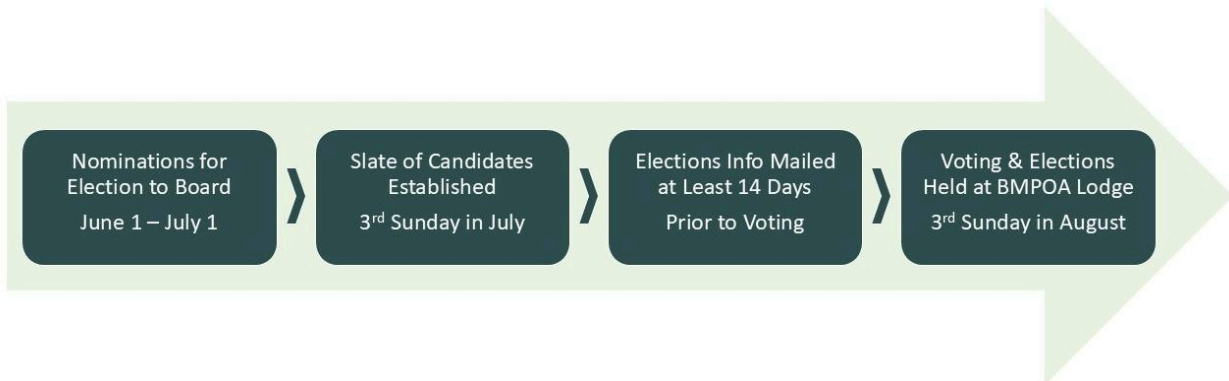 Nominations for
Election to Board
June 1 – July 1
Slate of Candidates
Established
3rd Sunday in July
Elections Info Mailed
at Least 14 Days
Prior to Voting
Voting & Elections
Held at BMPOA Lodge
3rd Sunday in August